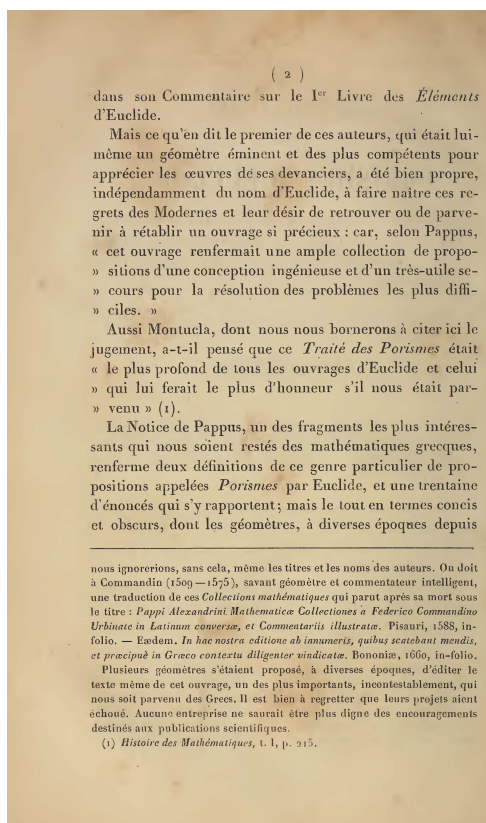 ( 2 )
dans son Commentaire sur le Ier Livre des Éléments
d'Euclide.
Mais ce qu'en dit le premier de ces auteurs, qui était lui-
même un géomètre éminent et des plus compétents pour
apprécier les œuvres de ses devanciers, a été bien propre,
indépendamment du nom d'Euclide, à faire naître ces re-
grets des Modernes et leur désir de retrouver ou de parve-
nir à rétablir un ouvrage si précieux : car, selon Pappus,
« cet ouvrage renfermait une ample collection de propo-
» sitions d'une conception ingénieuse et d'un très-utile se-
» cours pour la résolution des problèmes les plus diffi-
» ciles. »
Aussi Montucla, dont nous nous bornerons à citer ici le
jugement, a-t-il pensé que ce Traité des Porismes était
« le plus profond de tous les ouvrages d'Euclide et celui
» qui lui ferait le plus d'honneur s'il nous était par-
» venu » (1).
La Notice de Pappus, un des fragments les plus intéres-
sants qui nous soient restés des mathématiques grecques,
renferme deux définitions de ce genre particulier de pro-
positions appelées Porismes par Euclide, et une trentaine
d'énoncés qui s'y rapportent; mais le tout en termes concis
et obscurs, dont les géomètres, à diverses époques depuis
nous ignorerions, sans cela, même les titres et les noms des auteurs. On doit
à Commandin (1509—1575), savant géomètre et commentateur intelligent,
une traduction de ces Collections mathématiques qui parut après sa mort sous
le titre : Pappi Alexandrini Mathematicæ Collectiones a Federico Commandino
Urbinate in Latinum conversæ, et Commentariis illustratæ. Pisauri, 1588, in-
folio. — Eædem. In hac nostra editione ab innumeris, quibus scatebant mendis,
et præcipuè in Græco contextu diligenter vindicatæ. Bononiæ, 1660, in-folio.
Plusieurs géomètres s'étaient proposé, à diverses époques, d'éditer le
texte même de cet ouvrage, un des plus importants, incontestablement, qui
nous soit parvenu des Grecs. Il est bien à regretter que leurs projets aient
échoué. Aucune entreprise ne saurait être plus digne des encouragements
destinés aux publications scientifiques.
(1) Histoire des Mathématiques, t. I, p. 215.